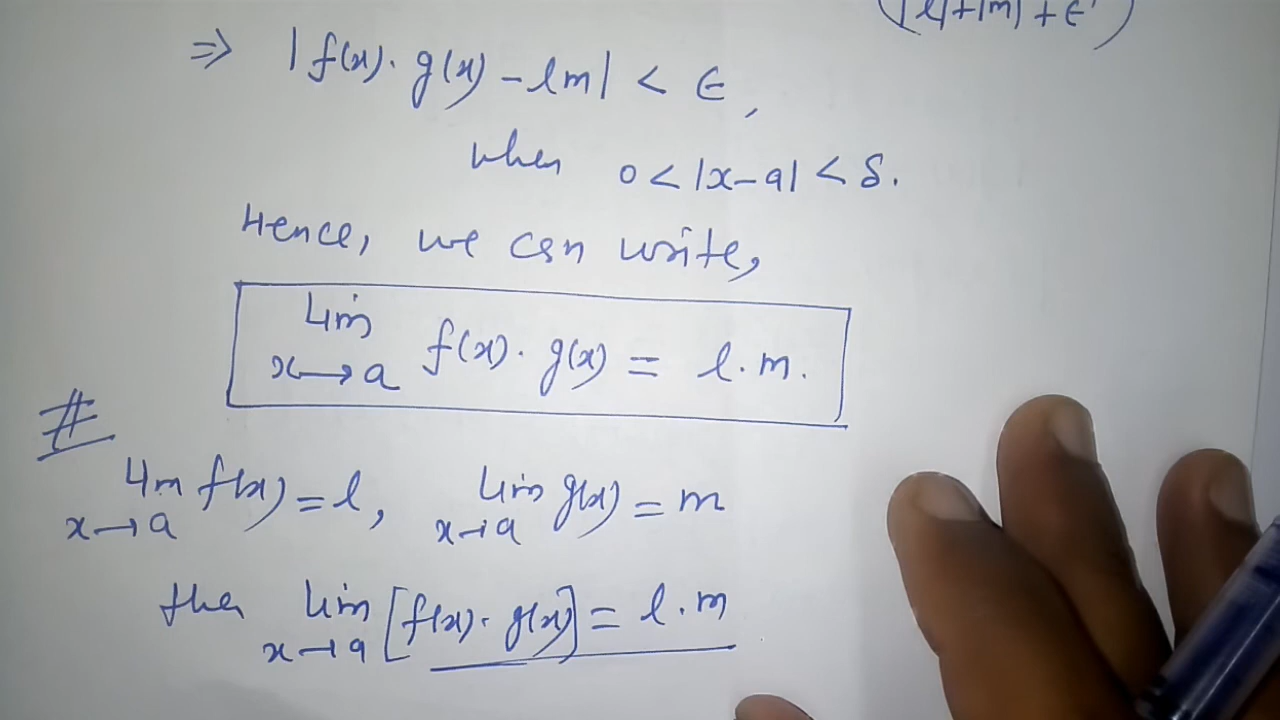 (|l|+|m|+ε')
⇒ |f(x).g(x) - lm| < ε,
when 0<|x-a|<δ.
Hence, we can write,
Lim x→a f(x).g(x) = l.m.
#
Lim x→a f(x) = l, Lim x→a g(x) = m
then Lim x→a [f(x).g(x)] = l.m